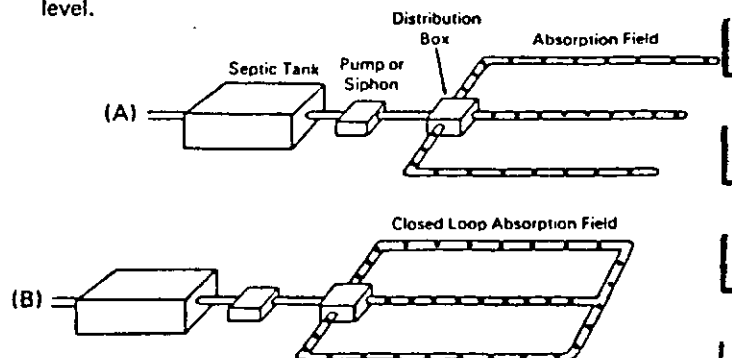 level.
Distribution
Box
Absorption Field
Pump or
Siphon
Septic Tank
(A)
Closed Loop Absorption Field
(B)